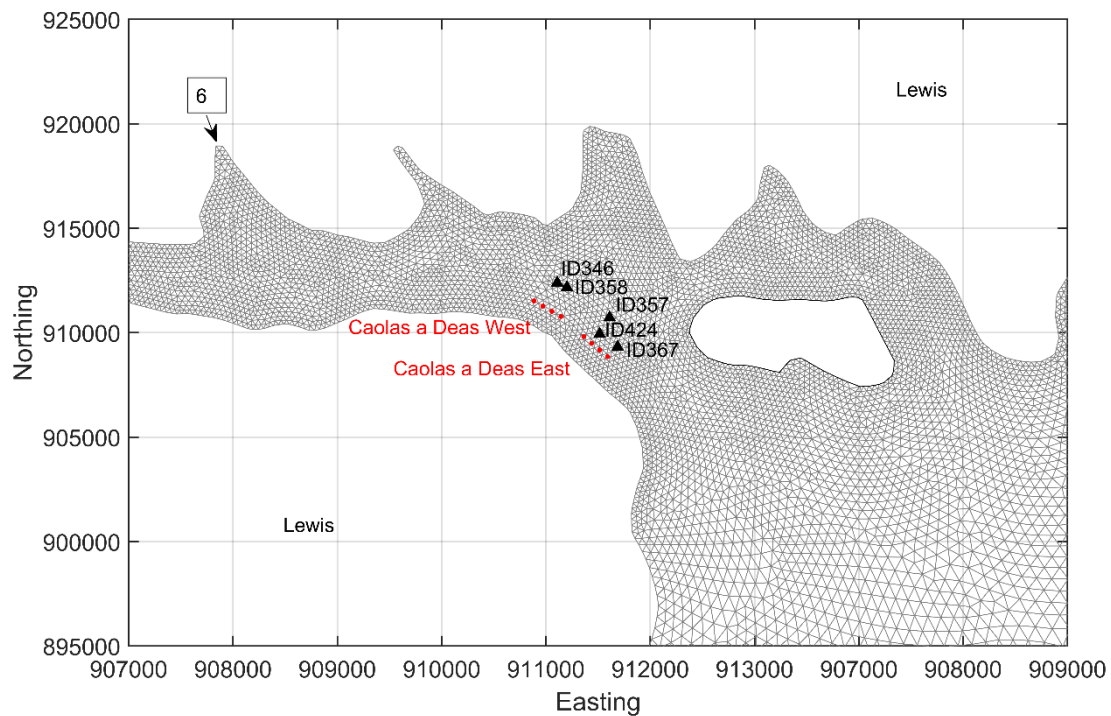 925000
920000
915000
910000
905000
900000
895000
Northing
6
Lewis
ID346
ID358
ID357
Caolas a Deas West
ID424
ID367
Caolas a Deas East
Lewis
907000 908000 909000 910000 911000 912000 913000 907000 908000 909000
Easting